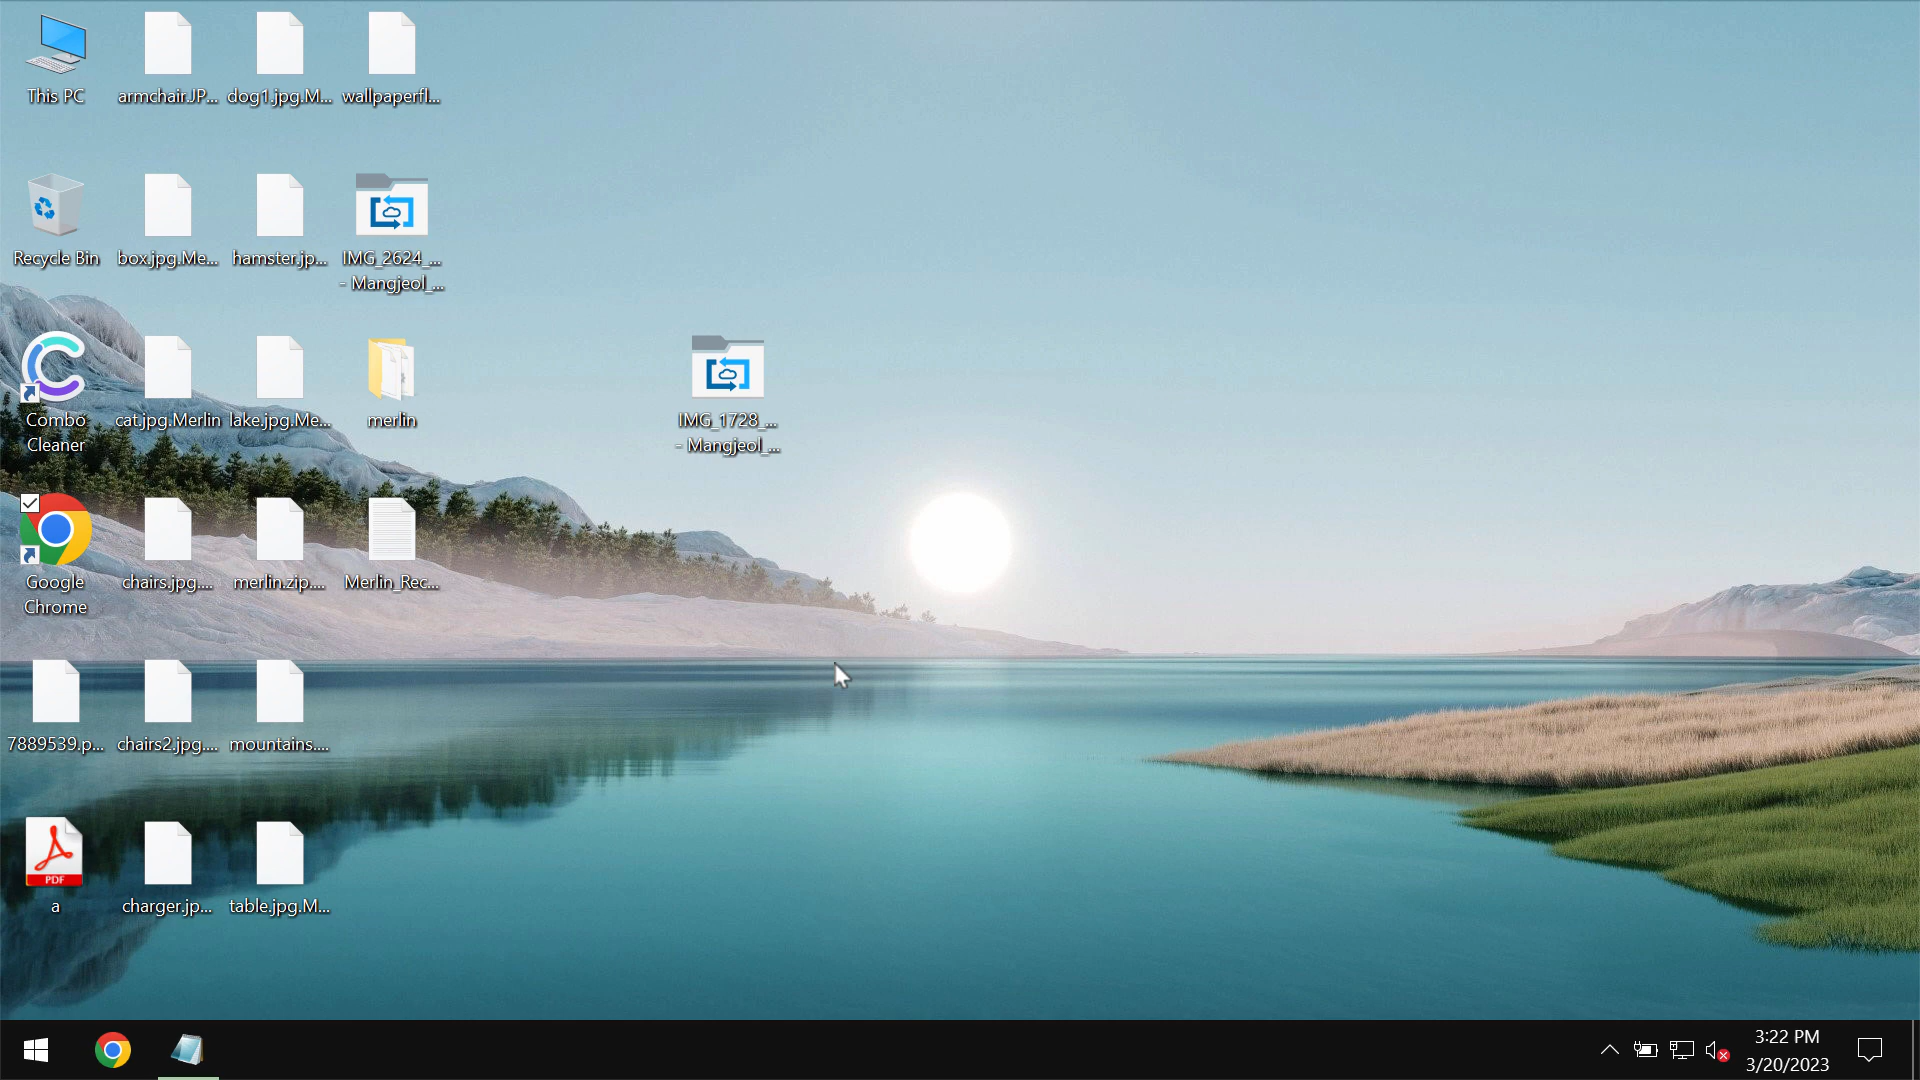 This PC
armchair.JP...
dog1.jpg.M...
wallpaperfl...
Recycle Bin
box.jpg.Me...
hamster.jp...
IMG_2624_...
- Mangjeol_...
Combo
Cleaner
cat.jpg.Merlin
lake.jpg.Me...
merlin
IMG_1728_...
- Mangjeol_...
Google
Chrome
chairs.jpg....
merlin.zip....
Merlin_Rec...
7889539.p...
chairs2.jpg....
mountains....
PDF
a
charger.jp...
table.jpg.M...
3:22 PM
3/20/2023